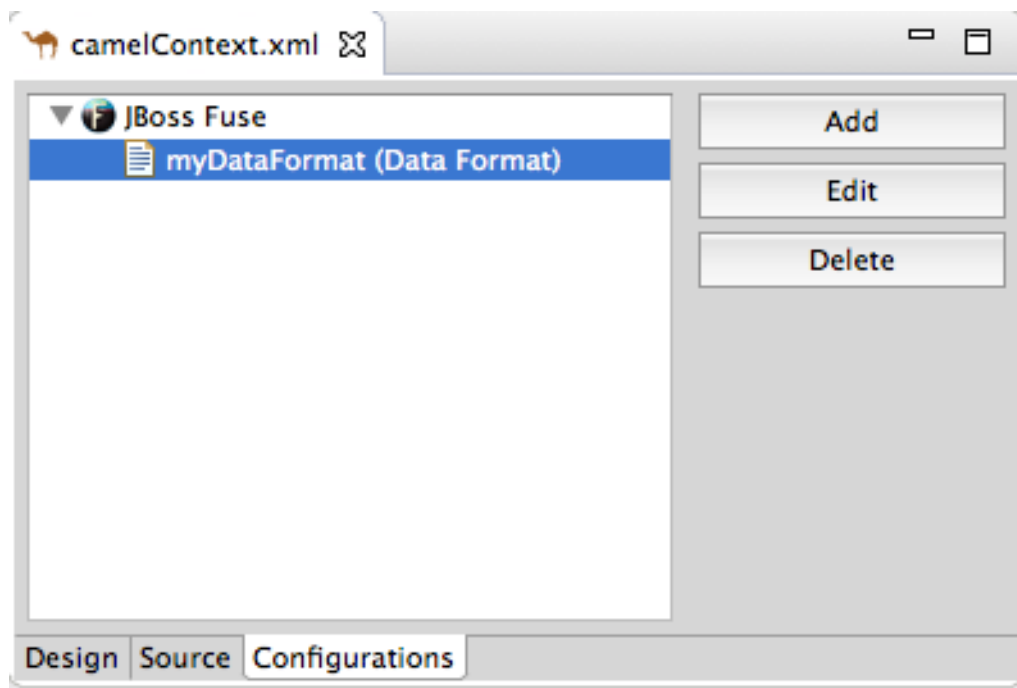 camelContext.xml
JBoss Fuse
myDataFormat (Data Format)
Add
Edit
Delete
Design Source Configurations